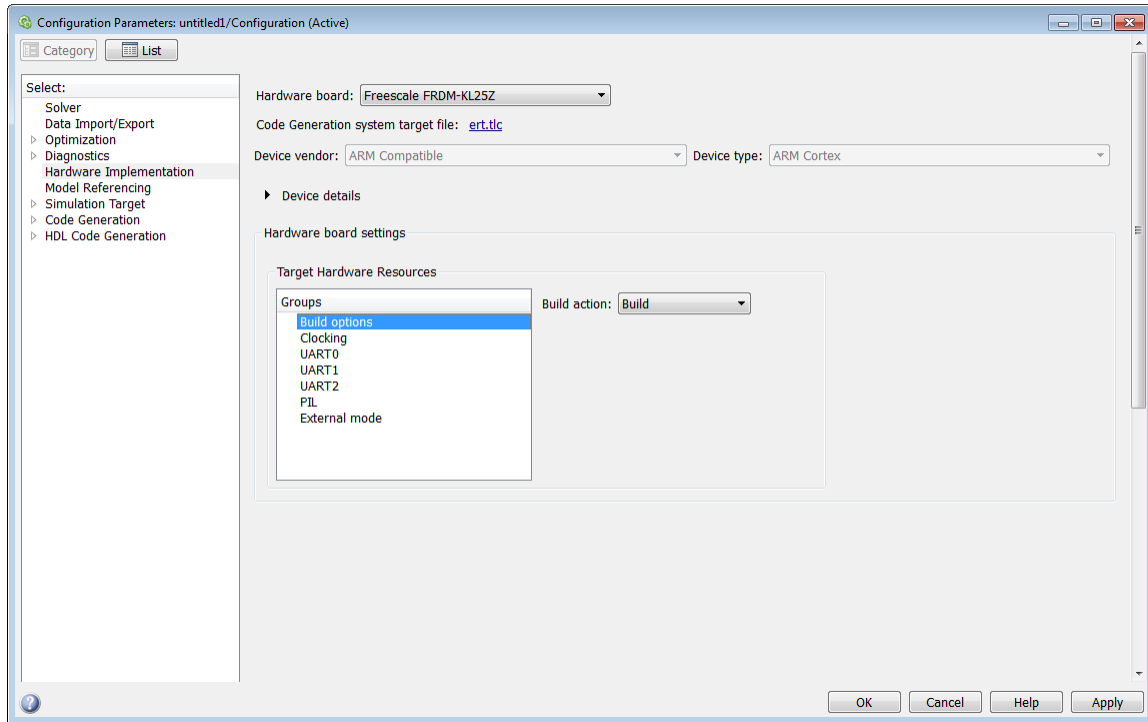 Configuration Parameters: untitled1/Configuration (Active)
Category
List
Select:
Solver
Data Import/Export
Optimization
Diagnostics
Hardware Implementation
Model Referencing
Simulation Target
Code Generation
HDL Code Generation
Hardware board: Freescale FRDM-KL25Z
Code Generation system target file: ert.tlc
Device vendor: ARM Compatible Device type: ARM Cortex
Device details
Hardware board settings
Target Hardware Resources
Groups
Build options
Clocking
UART0
UART1
UART2
PIL
External mode
Build action: Build
OK Cancel Help Apply